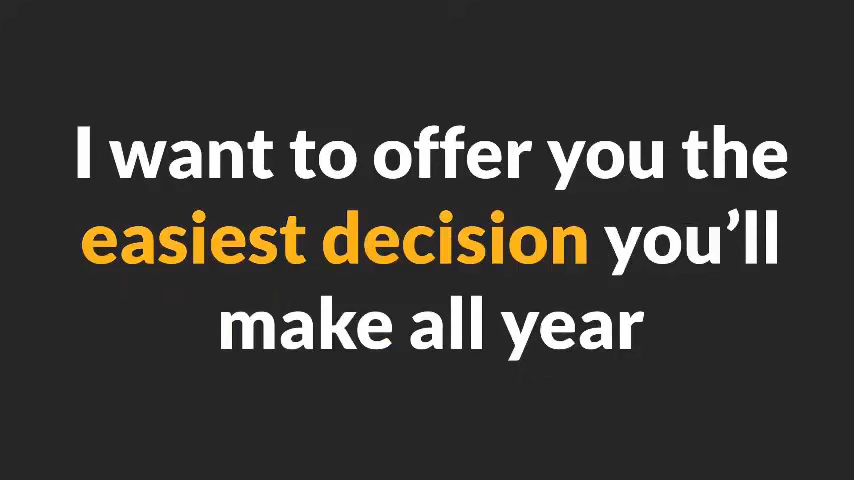 I want to offer you the
easiest decision you’ll
make all year